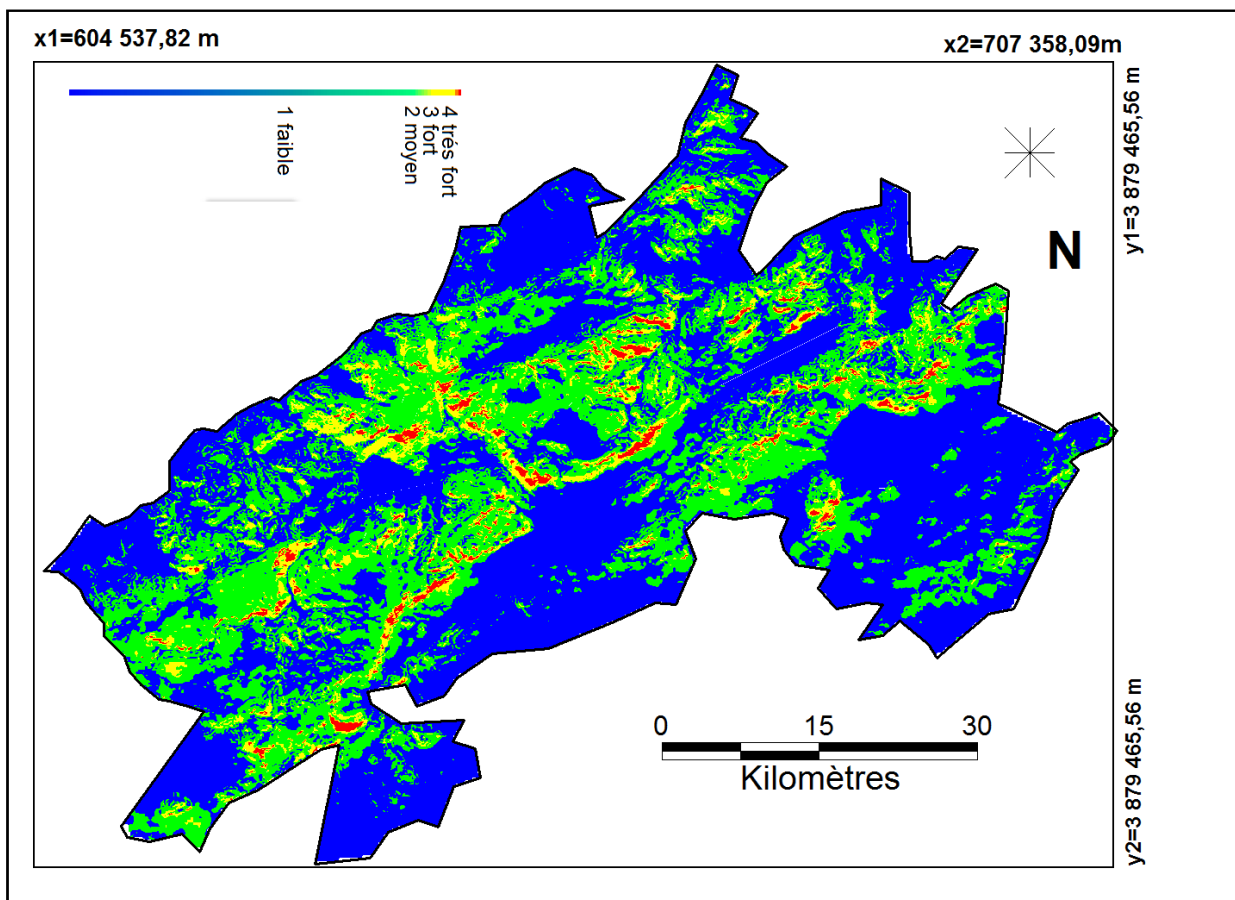 x1=604 537,82 m
x2=707 358,09m
y1=3 879 465,56 m
1 faible
2 moyen
3 fort
4 trés fort
N
0 15 30
Kilomètres
y2=3 879 465,56 m